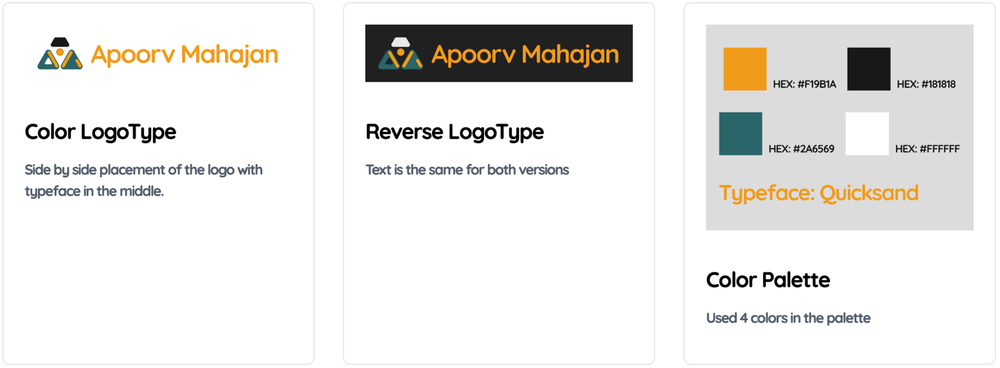 Apoorv Mahajan
Color LogoType
Side by side placement of the logo with
typeface in the middle.
Apoorv Mahajan
Reverse LogoType
Text is the same for both versions
HEX: #F19B1A
HEX: #181818
HEX: #2A6569
HEX: #FFFFFF
Typeface: Quicksand
Color Palette
Used 4 colors in the palette